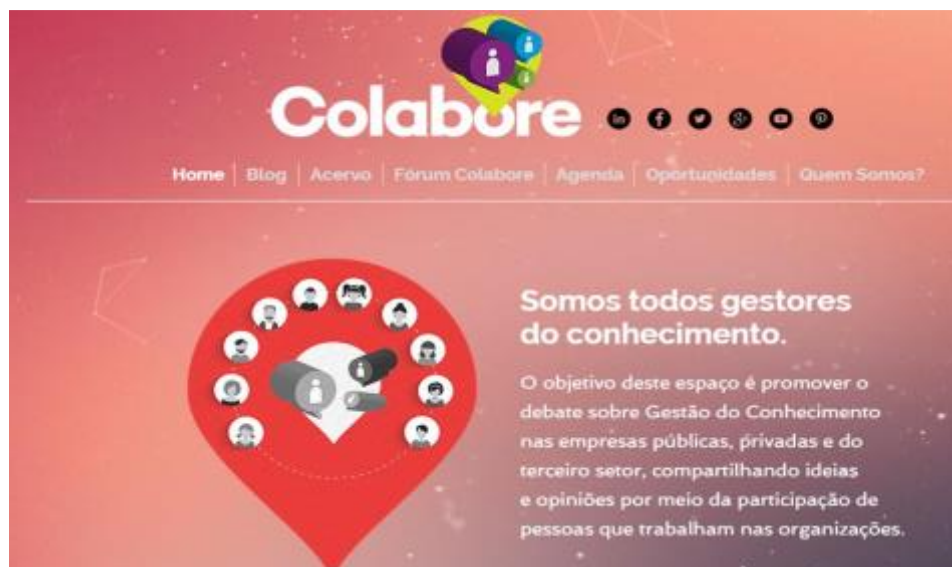 Colabore
Home | Blog | Acervo | Fórum Colabore | Agenda | Oportunidades | Quem Somos?
Somos todos gestores
do conhecimento.
O objetivo deste espaço é promover o
debate sobre Gestão do Conhecimento
nas empresas públicas, privadas e do
terceiro setor, compartilhando ideias
e opiniões por meio da participação de
pessoas que trabalham nas organizações.